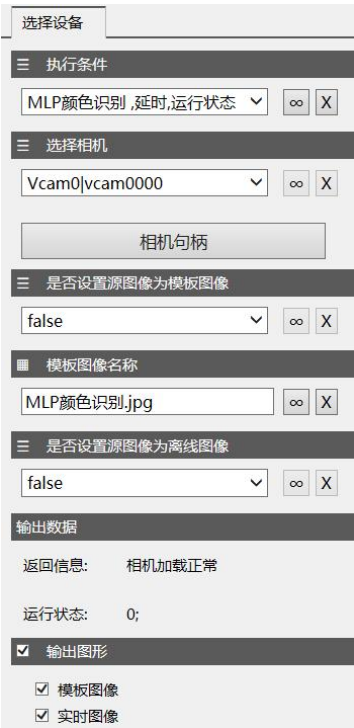 选择设备
执行条件
MLP颜色识别 ,延时,运行状态 ∞ X
选择相机
Vcam0|vcam0000 ∞ X
相机句柄
是否设置源图像为模板图像
false ∞ X
模板图像名称
MLP颜色识别.jpg ∞ X
是否设置源图像为离线图像
false ∞ X
输出数据
返回信息: 相机加载正常
运行状态: 0;
输出图形
模板图像
实时图像